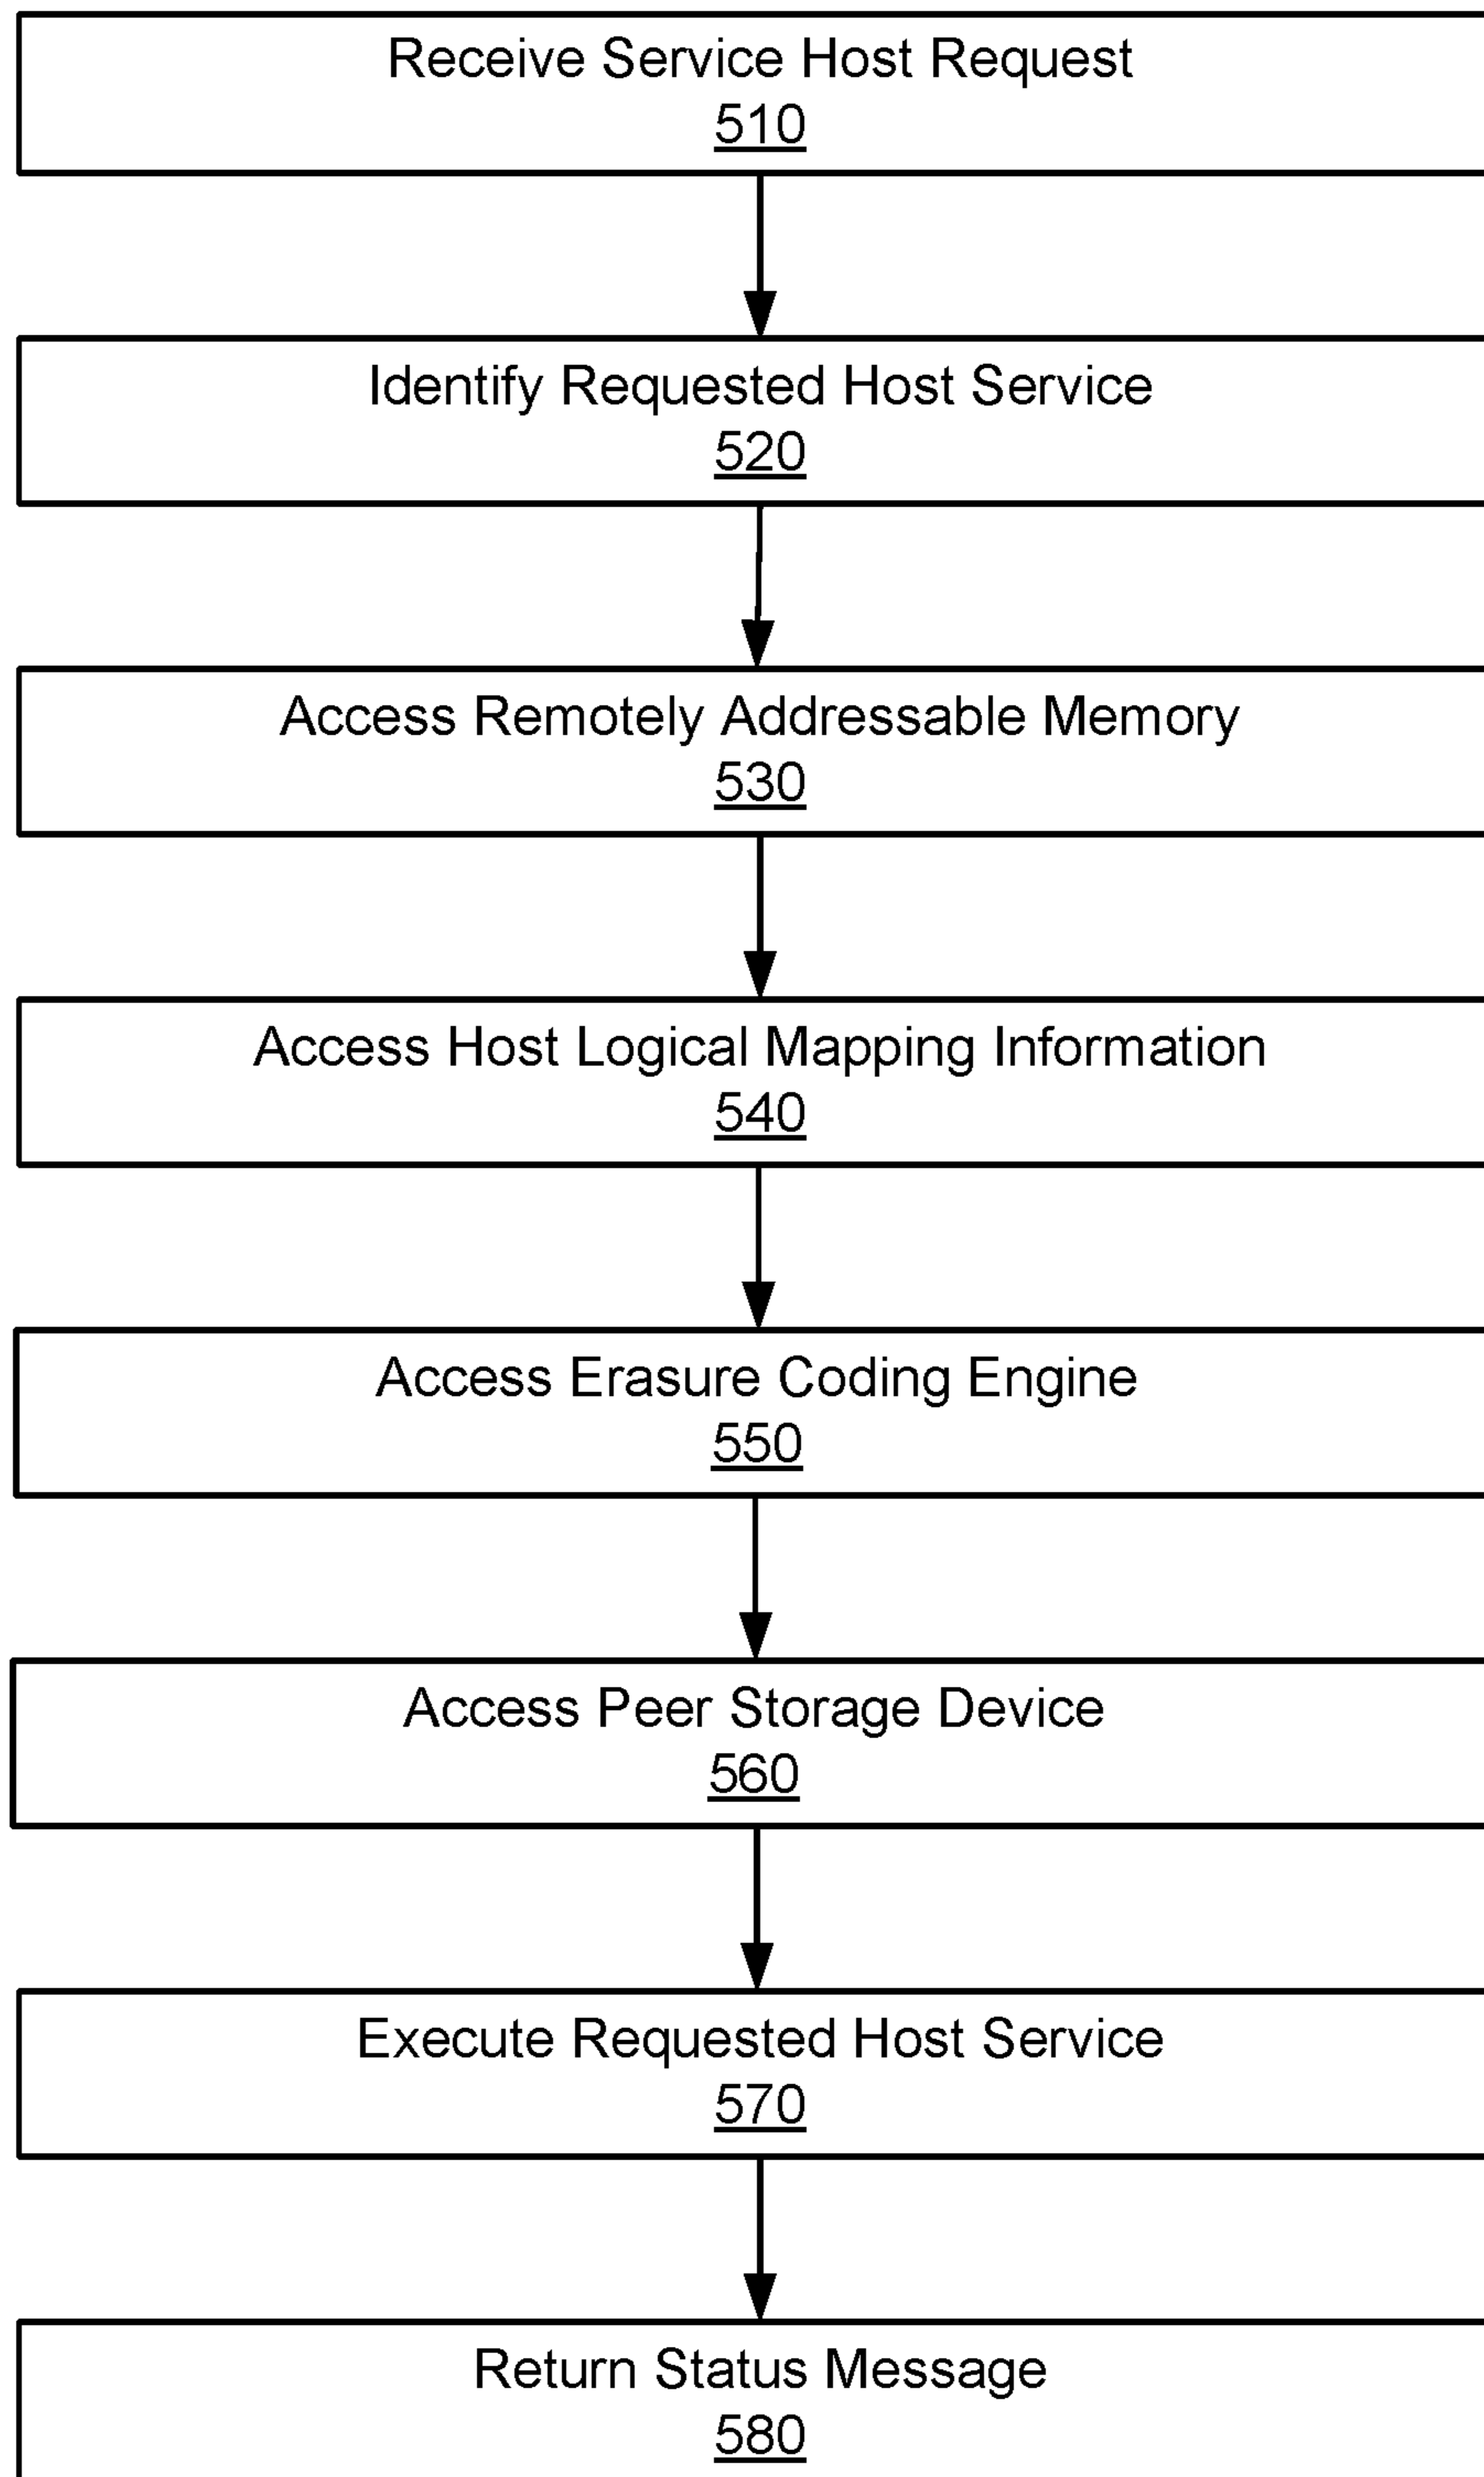 Receive Service Host Request
510
Identify Requested Host Service
520
Access Remotely Addressable Memory
530
Access Host Logical Mapping Information
540
Access Erasure Coding Engine
550
Access Peer Storage Device
560
Execute Requested Host Service
570
Return Status Message
580